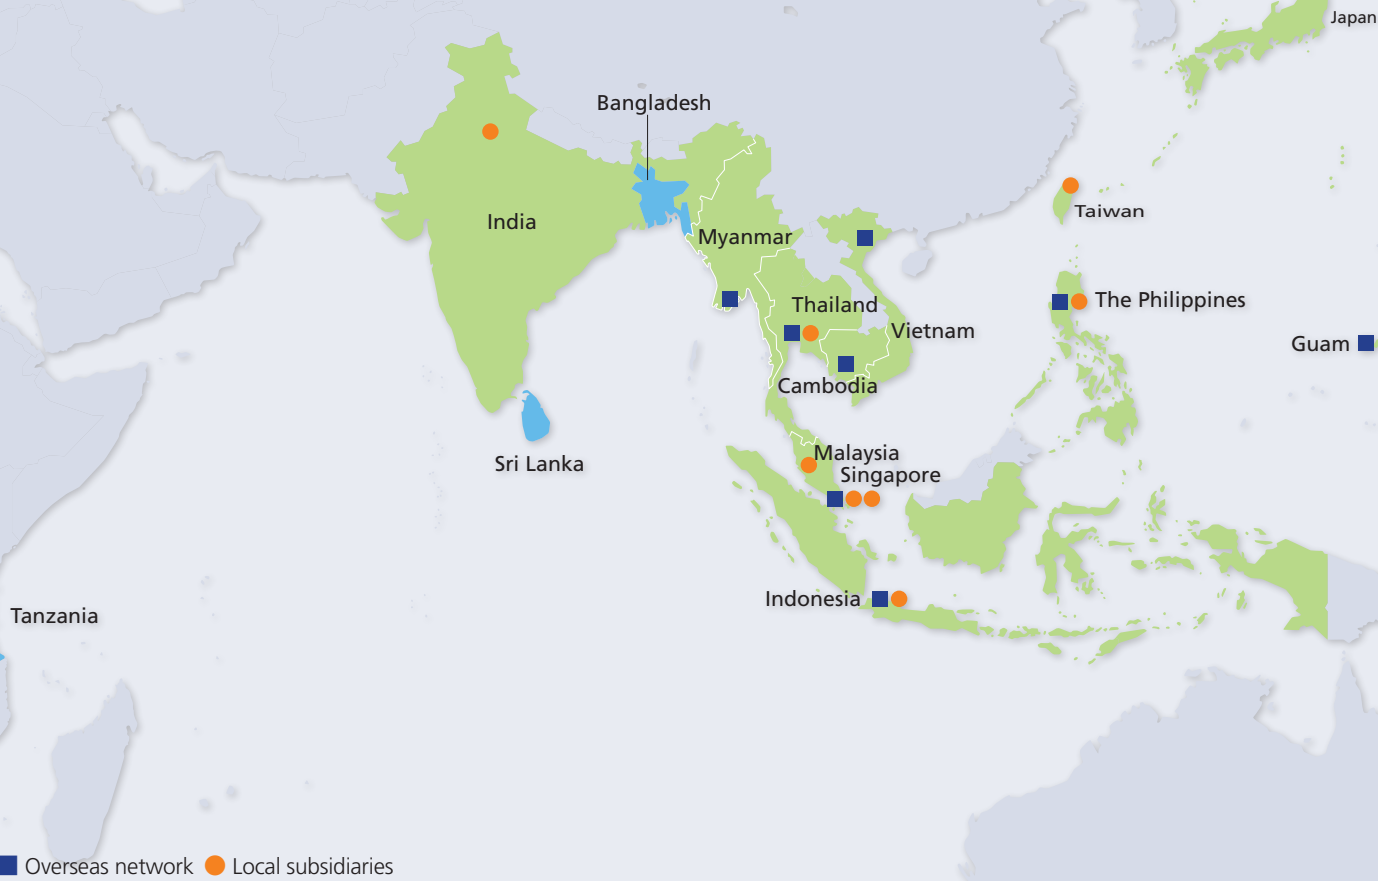 Japan
Bangladesh
Taiwan
India
Myanmar
The Philippines
Thailand
Vietnam
Guam
Cambodia
Malaysia
Sri Lanka
Singapore
Indonesia
Tanzania
Overseas network
Local subsidiaries